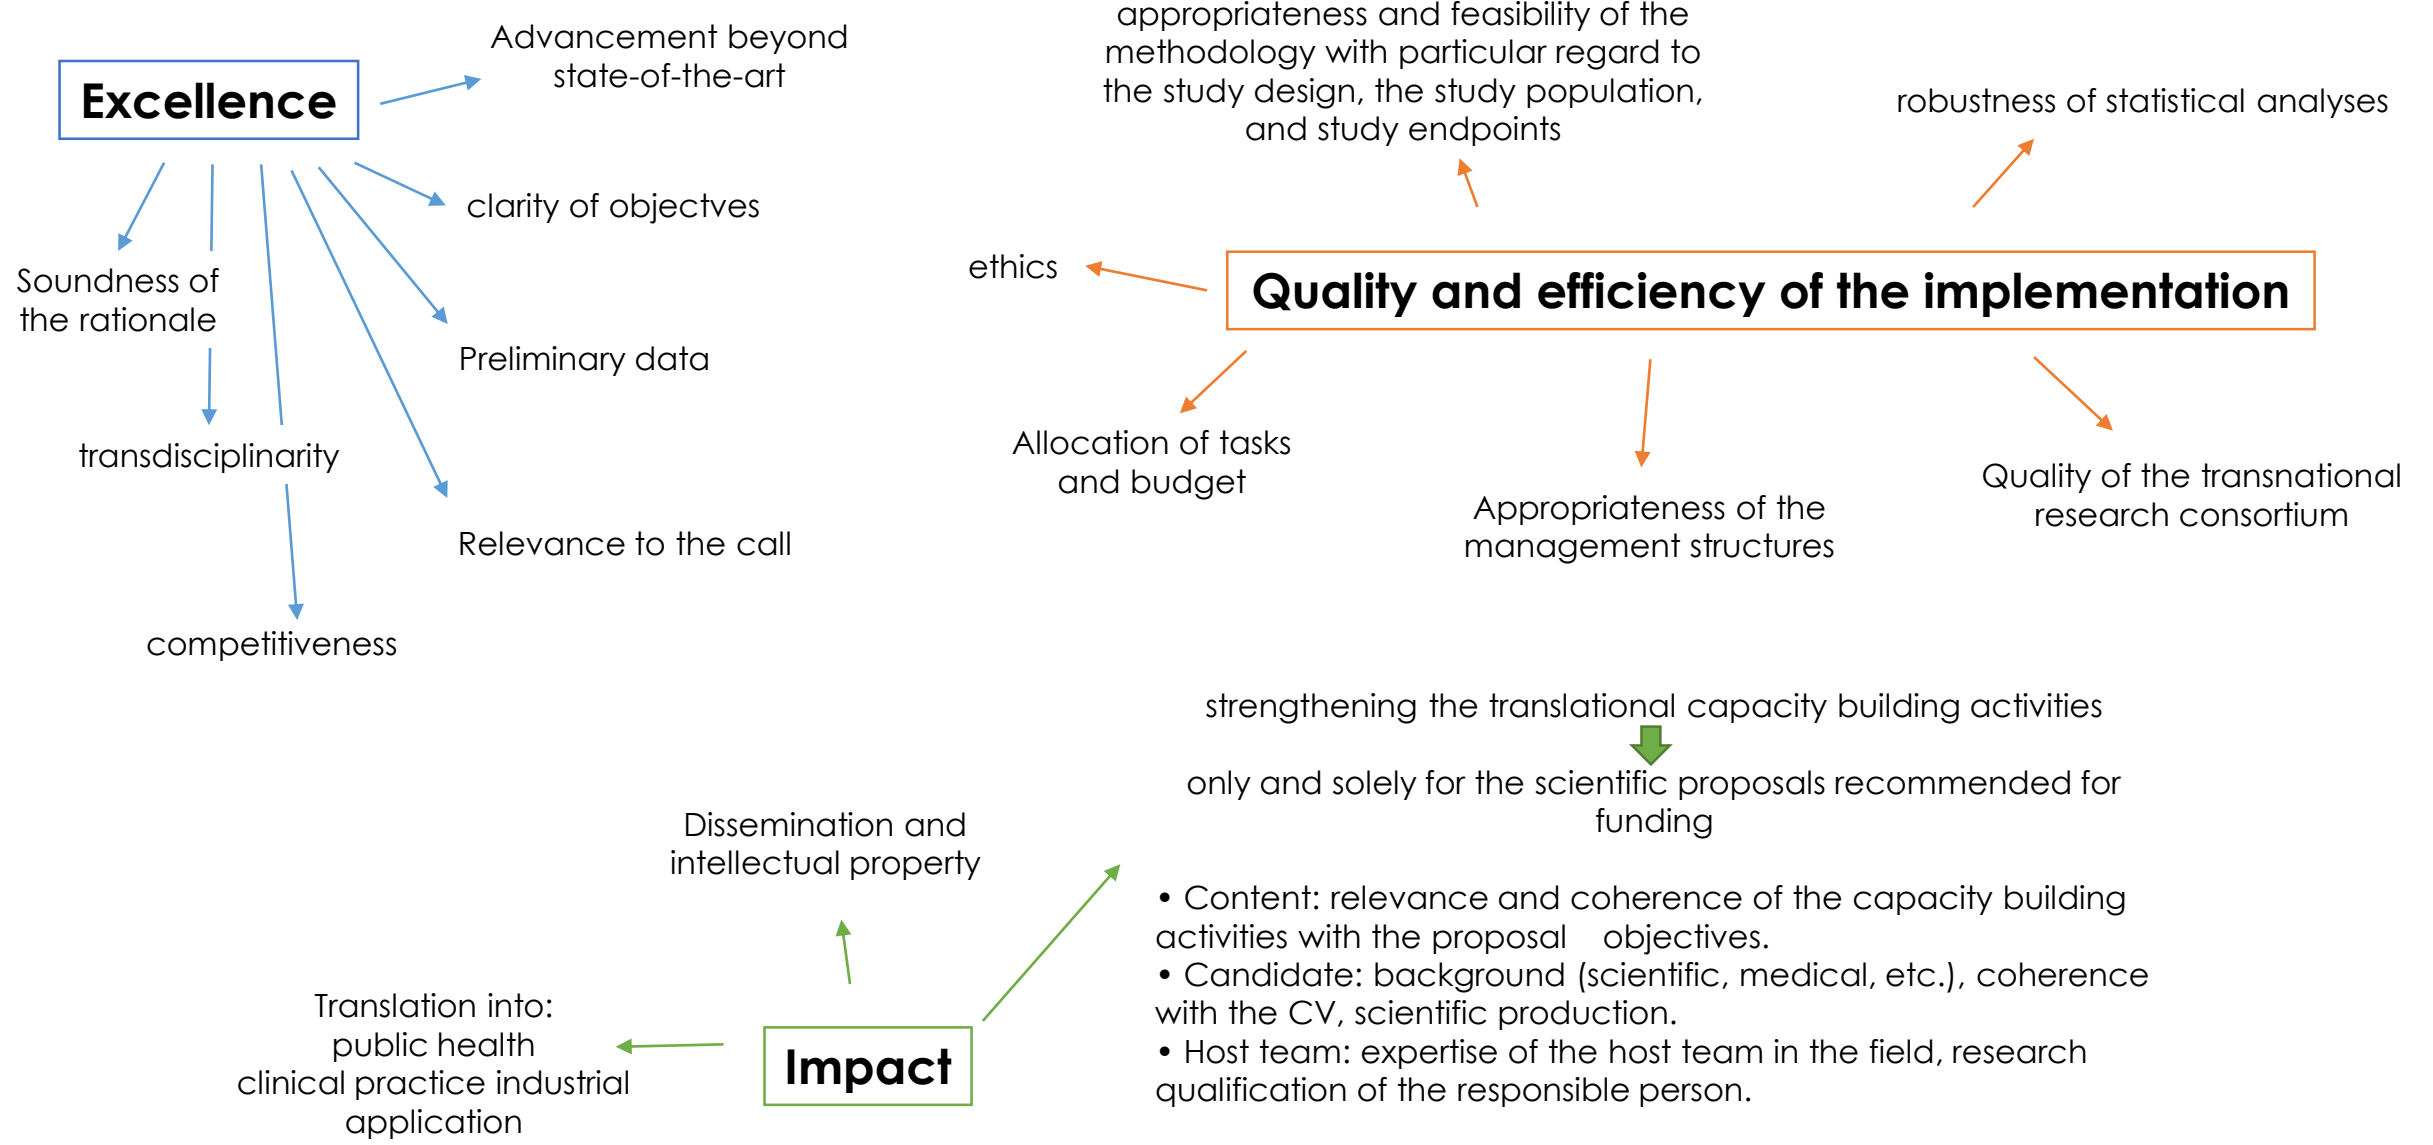 Excellence
Advancement beyond
state-of-the-art
clarity of objectves
Soundness of
the rationale
Preliminary data
transdisciplinarity
Relevance to the call
competitiveness
appropriateness and feasibility of the
methodology with particular regard to
the study design, the study population,
and study endpoints
robustness of statistical analyses
ethics
Quality and efficiency of the implementation
Allocation of tasks
and budget
Appropriateness of the
management structures
Quality of the transnational
research consortium
strengthening the translational capacity building activities
only and solely for the scientific proposals recommended for
funding
• Content: relevance and coherence of the capacity building
activities with the proposal objectives.
• Candidate: background (scientific, medical, etc.), coherence
with the CV, scientific production.
• Host team: expertise of the host team in the field, research
qualification of the responsible person.
Dissemination and
intellectual property
Translation into:
public health
clinical practice industrial
application
Impact